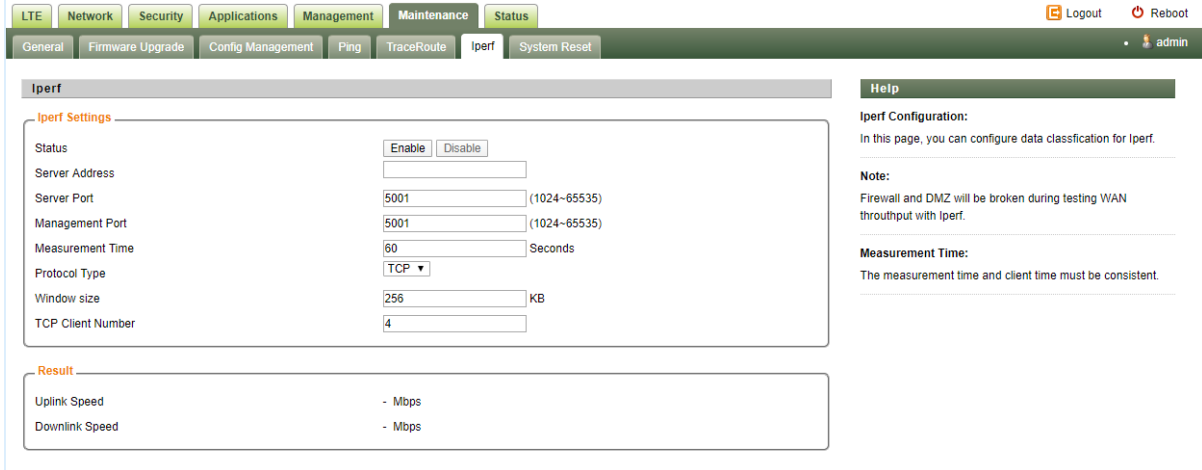 LTE Network Security Applications Management Maintenance Status Logout Reboot
General Firmware Upgrade Config Management Ping TraceRoute Iperf System Reset • admin
Iperf
Iperf Settings
Status Enable Disable
Server Address
Server Port 5001 (1024~65535)
Management Port 5001 (1024~65535)
Measurement Time 60 Seconds
Protocol Type TCP ▼
Window size 256 KB
TCP Client Number 4
Result
Uplink Speed - Mbps
Downlink Speed - Mbps
Help
Iperf Configuration:
In this page, you can configure data classfication for Iperf.
Note:
Firewall and DMZ will be broken during testing WAN
throuthput with Iperf.
Measurement Time:
The measurement time and client time must be consistent.